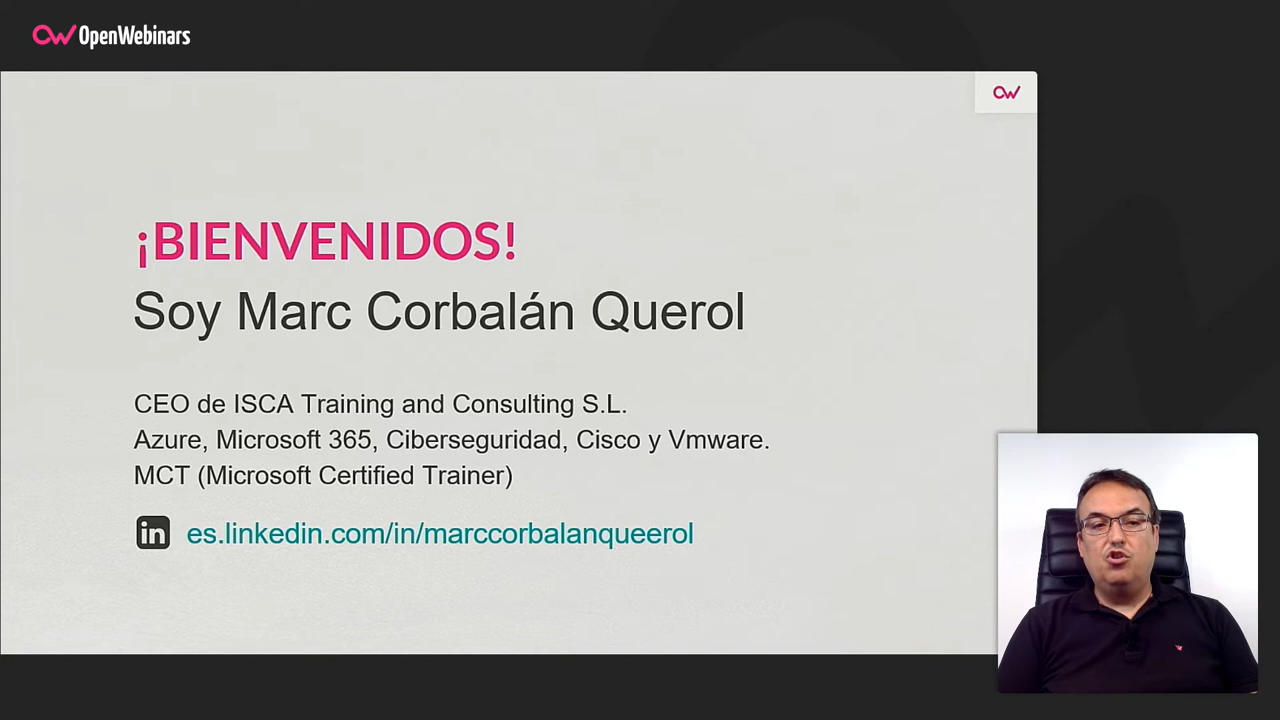 OpenWebinars
¡BIENVENIDOS!
Soy Marc Corbalán Querol
CEO de ISCA Training and Consulting S.L.
Azure, Microsoft 365, Ciberseguridad, Cisco y Vmware.
MCT (Microsoft Certified Trainer)
in es.linkedin.com/in/marccorbalanqueerol